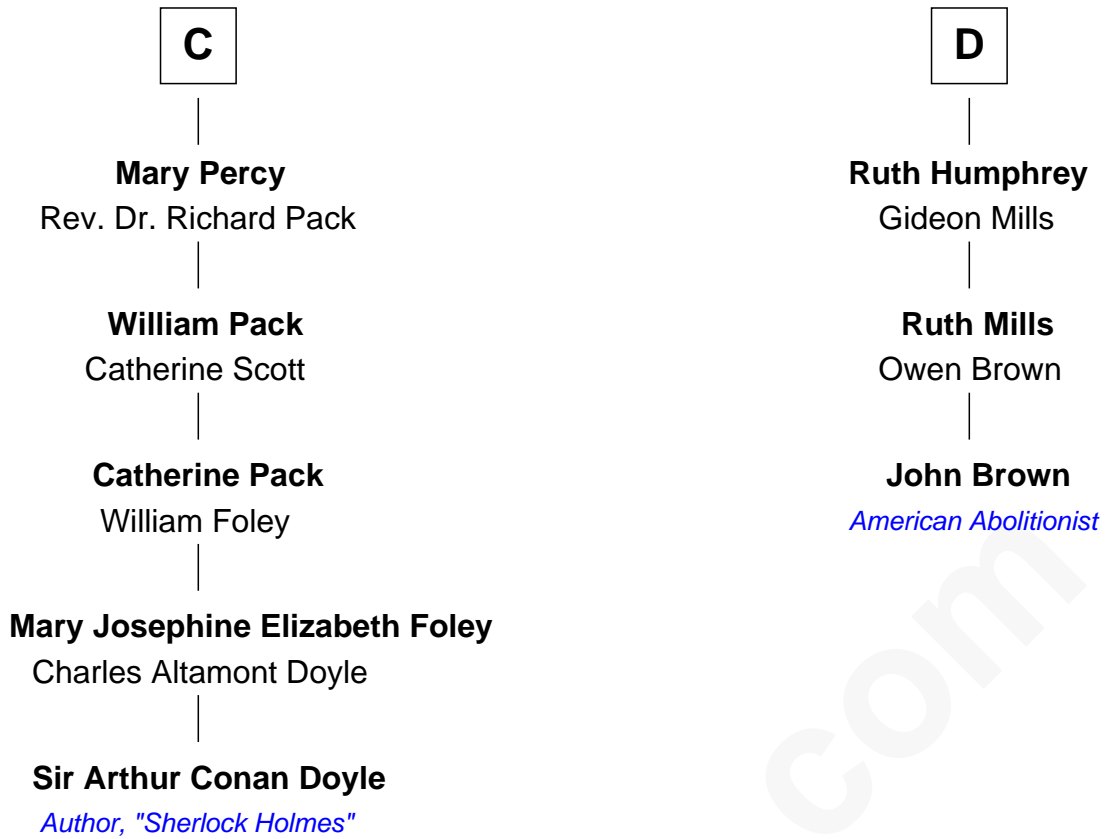 C
Mary Percy
Rev. Dr. Richard Pack
William Pack
Catherine Scott
Catherine Pack
William Foley
Mary Josephine Elizabeth Foley
Charles Altamont Doyle
Sir Arthur Conan Doyle
Author, "Sherlock Holmes"
D
Ruth Humphrey
Gideon Mills
Ruth Mills
Owen Brown
John Brown
American Abolitionist
com